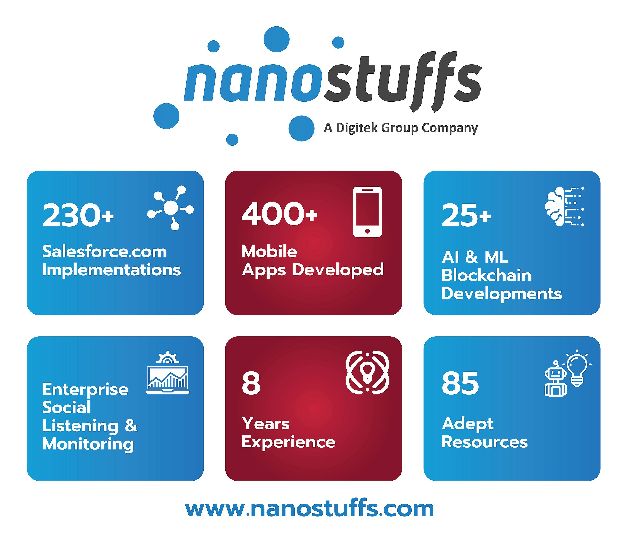 nanostuffs
A Digitek Group Company
230+
Salesforce.com
Implementations
400+
Mobile
Apps Developed
25+
AI & ML
Blockchain
Developments
Enterprise
Social
Listening &
Monitoring
8
Years
Experience
85
Adept
Resources
www.nanostuffs.com